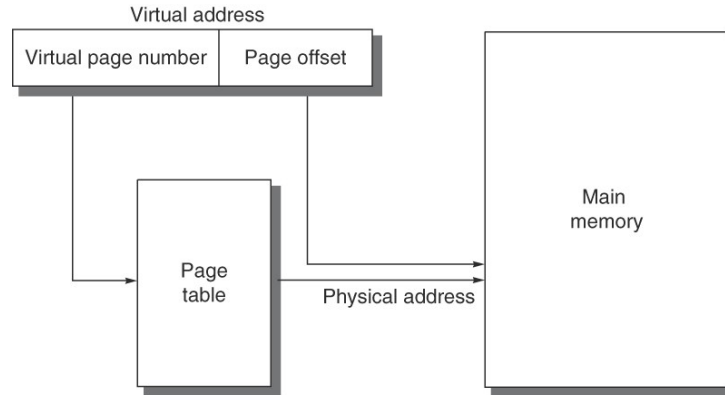 Virtual address
Virtual page number
Page offset
Main
memory
Page
table
Physical address